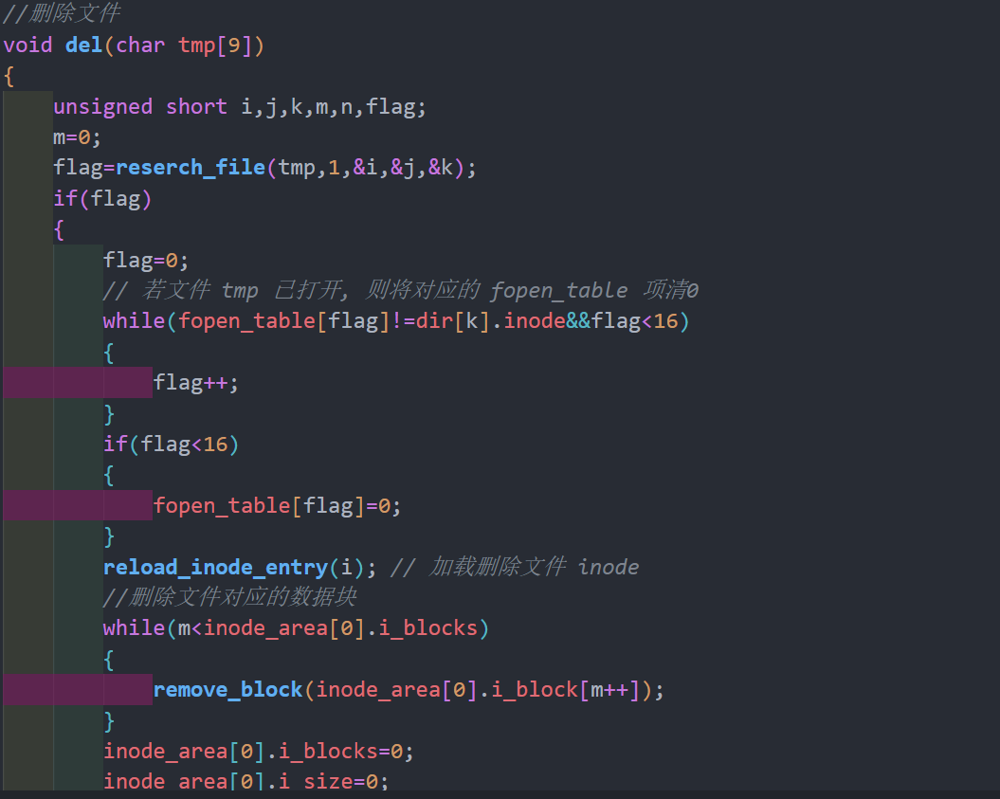 //删除文件
void del(char tmp[9])
{
unsigned short i,j,k,m,n,flag;
m=0;
flag=reserch_file(tmp,1,&i,&j,&k);
if(flag)
{
flag=0;
// 若文件 tmp 已打开, 则将对应的 fopen_table 项清0
while(fopen_table[flag]!=dir[k].inode&&flag<16)
{
flag++;
}
if(flag<16)
{
fopen_table[flag]=0;
}
reload_inode_entry(i); // 加载删除文件 inode
//删除文件对应的数据块
while(m<inode_area[0].i_blocks)
{
remove_block(inode_area[0].i_block[m++]);
}
inode_area[0].i_blocks=0;
inode_area[0].i_size=0;